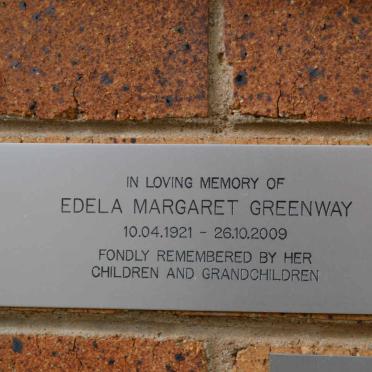 IN LOVING MEMORY OF
EDELA MARGARET GREENWAY
10.04.1921 - 26.10.2009
FONDLY REMEMBERED BY HER
CHILDREN AND GRANDCHILDREN